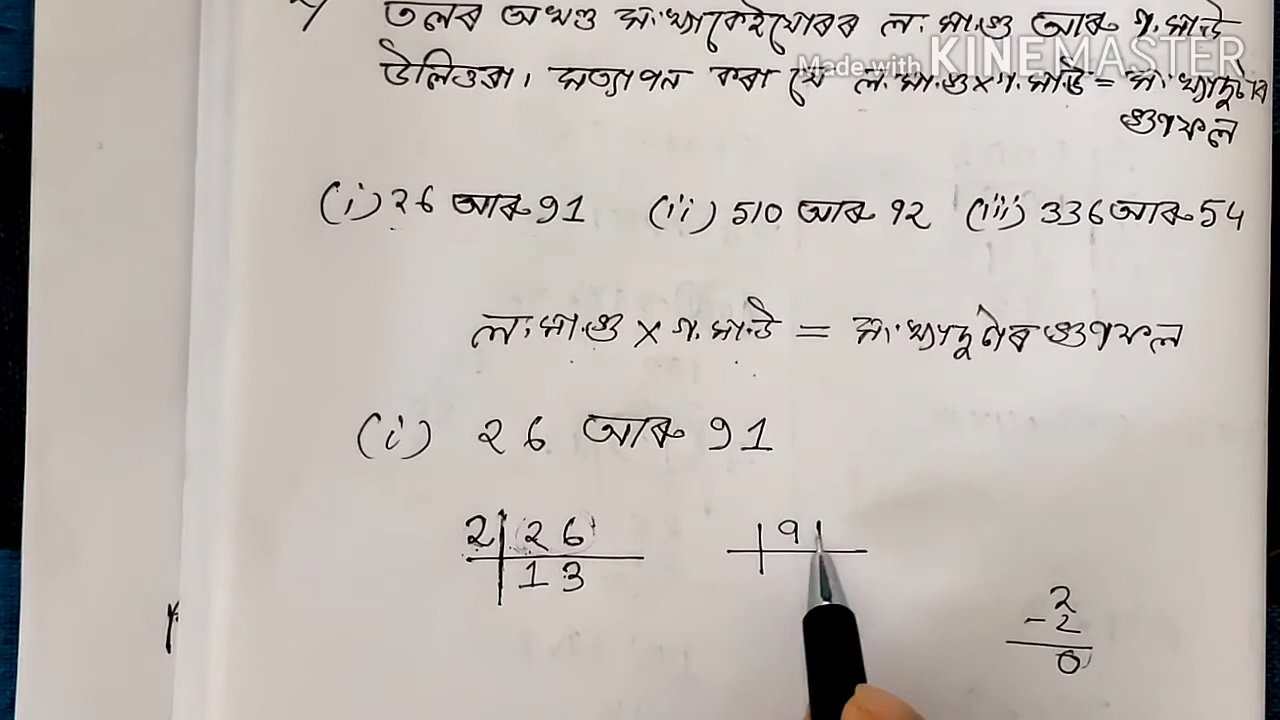 তলৰ অখণ্ড সংখ্যাকেইযোৰৰ ল: সা.গু আৰু গ.সা.উ
উলিওৱা। সত্যাপন কৰা যে ল.সা.গু×গ.সা.উ = সংখ্যাদুটাৰ
গুণফল
Made with KINEMASTER
(i) 26 আৰু 91 (ii) 510 আৰু 92 (iii) 336 আৰু 54
ল:সা.গু × গ.সা.উ = সংখ্যাদুটাৰ গুণফল
(i) 26 আৰু 91
2 26 91
13
2
- 2
0